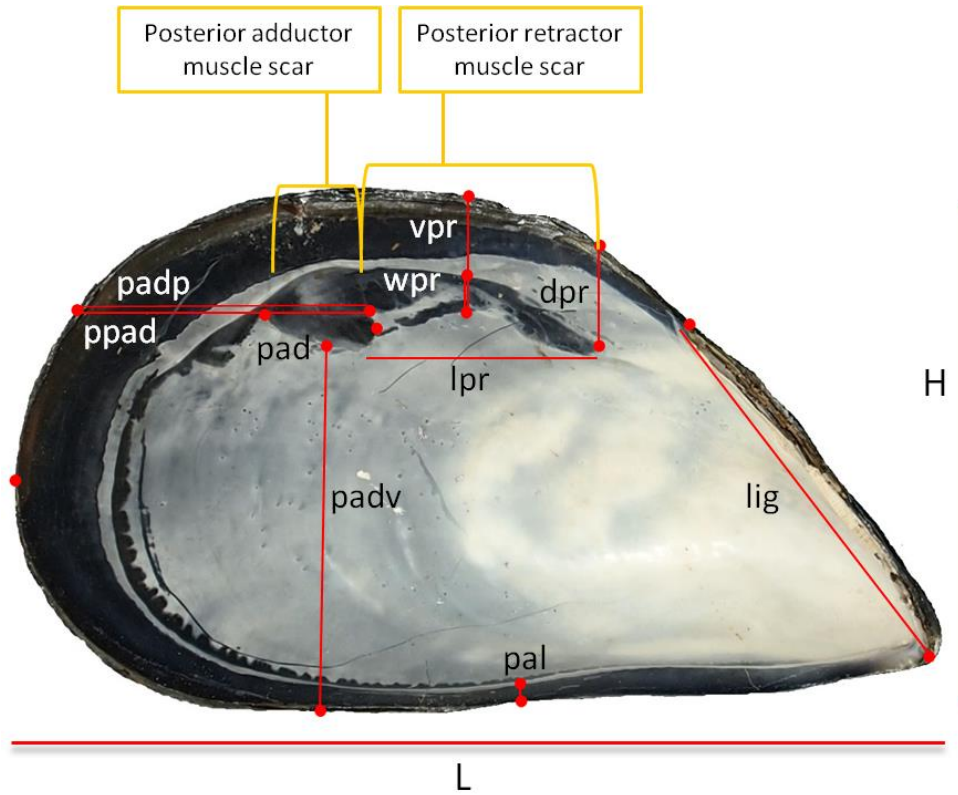 Posterior adductor
muscle scar
Posterior retractor
muscle scar
vpr
padp
wpr
dpr
ppad
pad
lpr
H
padv
lig
pal
L